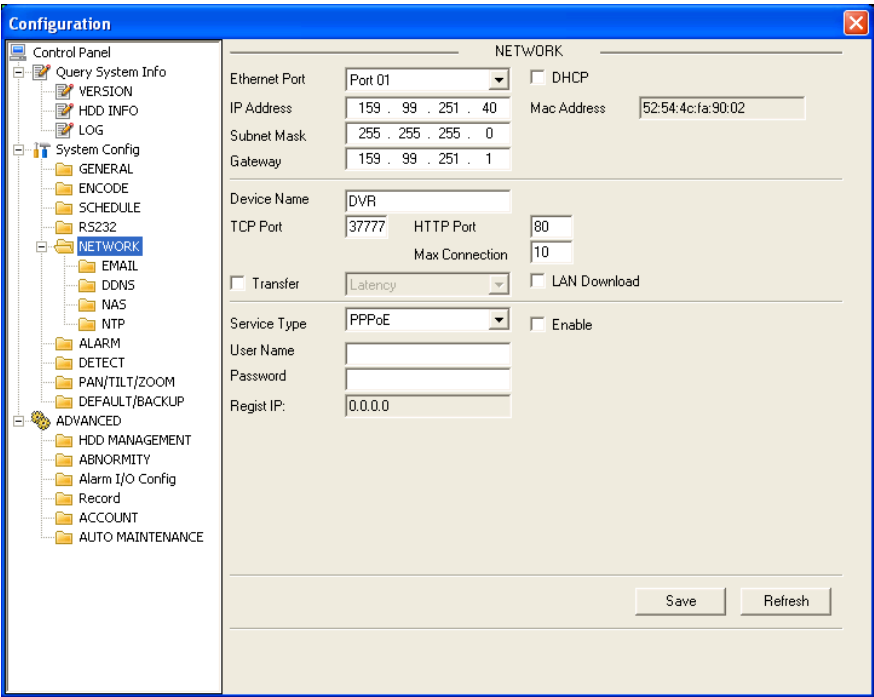 Configuration
Control Panel
Query System Info
VERSION
HDD INFO
LOG
System Config
GENERAL
ENCODE
SCHEDULE
RS232
NETWORK
EMAIL
DDNS
NAS
NTP
ALARM
DETECT
PAN/TILT/ZOOM
DEFAULT/BACKUP
ADVANCED
HDD MANAGEMENT
ABNORMITY
Alarm I/O Config
Record
ACCOUNT
AUTO MAINTENANCE
NETWORK
Ethernet Port Port 01 DHCP
IP Address 159 . 99 . 251 . 40 Mac Address 52:54:4c:fa:90:02
Subnet Mask 255 . 255 . 255 . 0
Gateway 159 . 99 . 251 . 1
Device Name DVR
TCP Port 37777 HTTP Port 80
Max Connection 10
Transfer Latency LAN Download
Service Type PPPoE Enable
User Name
Password
Regist IP: 0.0.0.0
Save Refresh